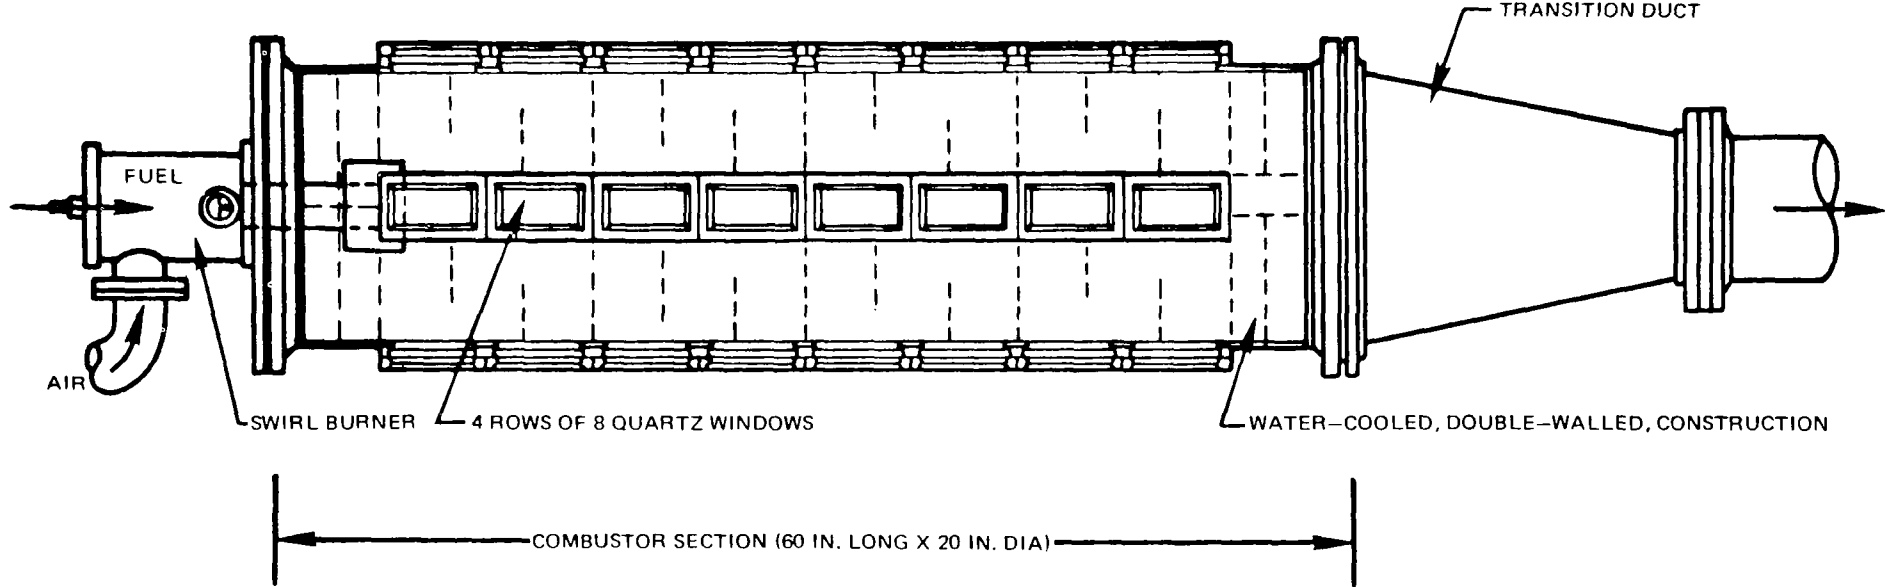 TRANSITION DUCT
FUEL
AIR
SWIRL BURNER
4 ROWS OF 8 QUARTZ WINDOWS
WATER–COOLED, DOUBLE–WALLED, CONSTRUCTION
COMBUSTOR SECTION (60 IN. LONG X 20 IN. DIA)